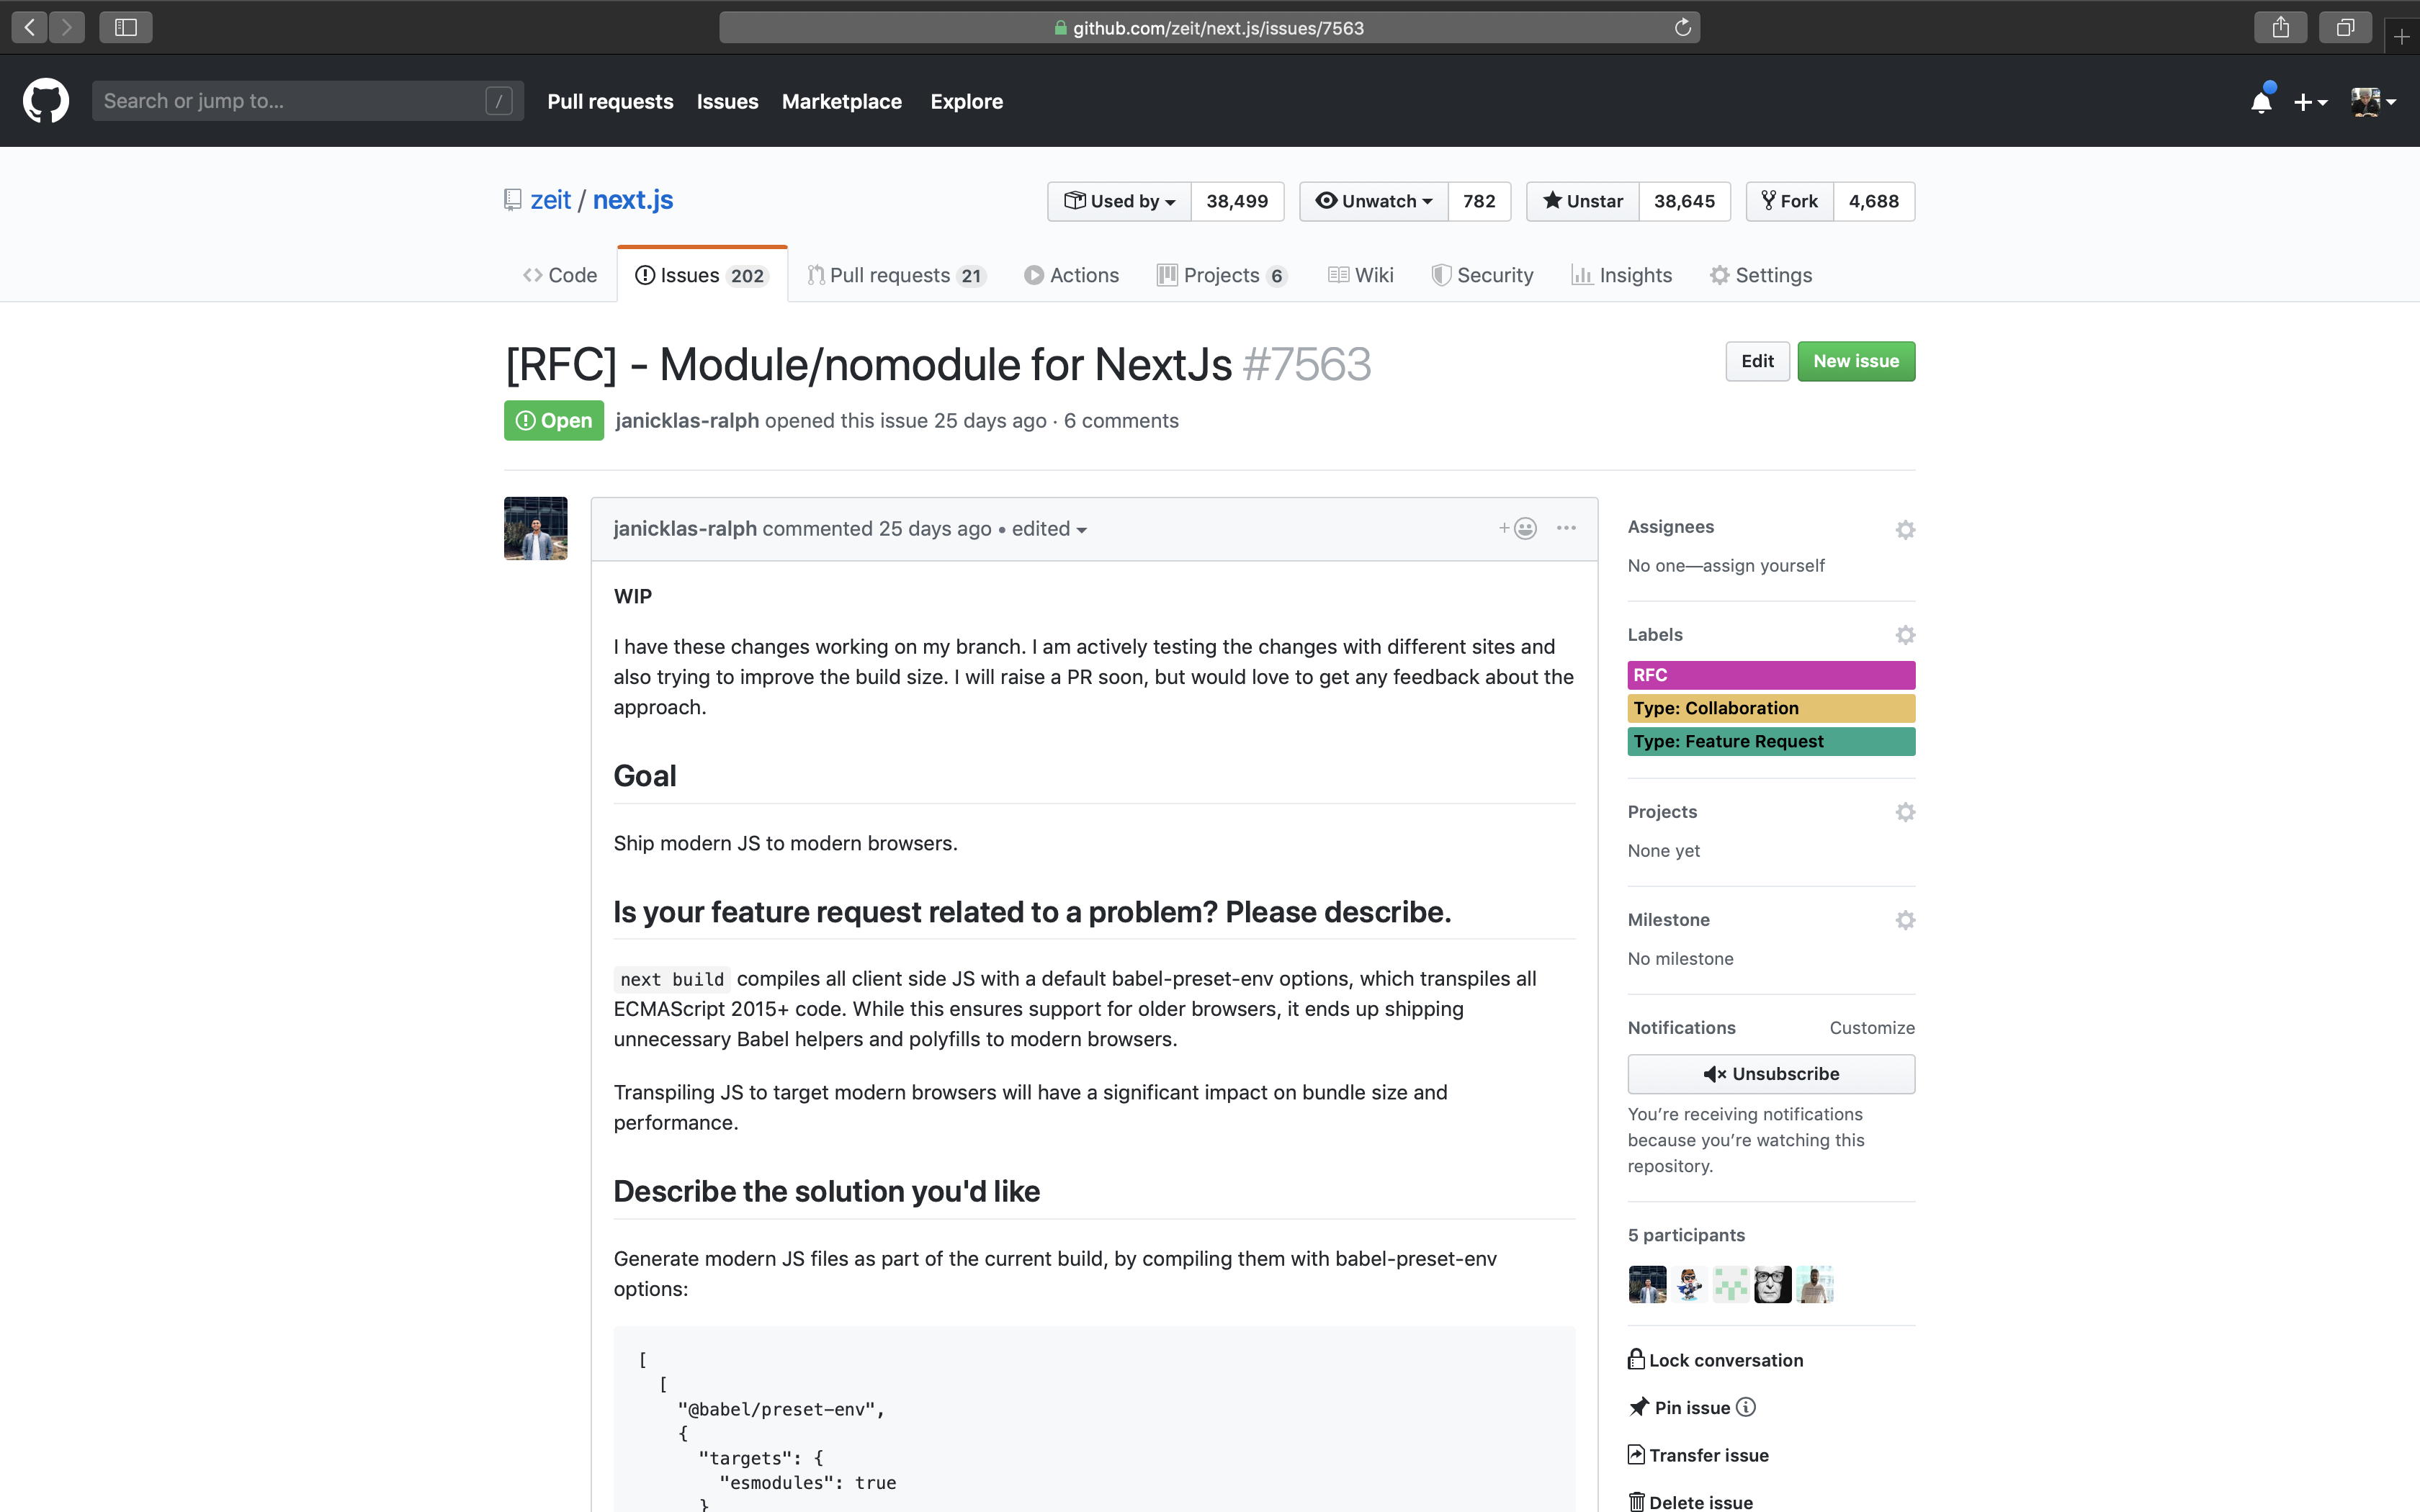 github.com/zeit/next.js/issues/7563
Search or jump to... /
Pull requests Issues Marketplace Explore
zeit / next.js
Used by 38,499 Unwatch 782 Unstar 38,645 Fork 4,688
Code Issues 202 Pull requests 21 Actions Projects 6 Wiki Security Insights Settings
[RFC] - Module/nomodule for NextJs #7563
Edit New issue
Open janicklas-ralph opened this issue 25 days ago · 6 comments
janicklas-ralph commented 25 days ago • edited
WIP
I have these changes working on my branch. I am actively testing the changes with different sites and
also trying to improve the build size. I will raise a PR soon, but would love to get any feedback about the
approach.
Goal
Ship modern JS to modern browsers.
Is your feature request related to a problem? Please describe.
next build compiles all client side JS with a default babel-preset-env options, which transpiles all
ECMAScript 2015+ code. While this ensures support for older browsers, it ends up shipping
unnecessary Babel helpers and polyfills to modern browsers.
Transpiling JS to target modern browsers will have a significant impact on bundle size and
performance.
Describe the solution you'd like
Generate modern JS files as part of the current build, by compiling them with babel-preset-env
options:
[
[
"@babel/preset-env",
{
"targets": {
"esmodules": true
}
Assignees
No one—assign yourself
Labels
RFC
Type: Collaboration
Type: Feature Request
Projects
None yet
Milestone
No milestone
Notifications Customize
Unsubscribe
You're receiving notifications
because you're watching this
repository.
5 participants
Lock conversation
Pin issue
Transfer issue
Delete issue